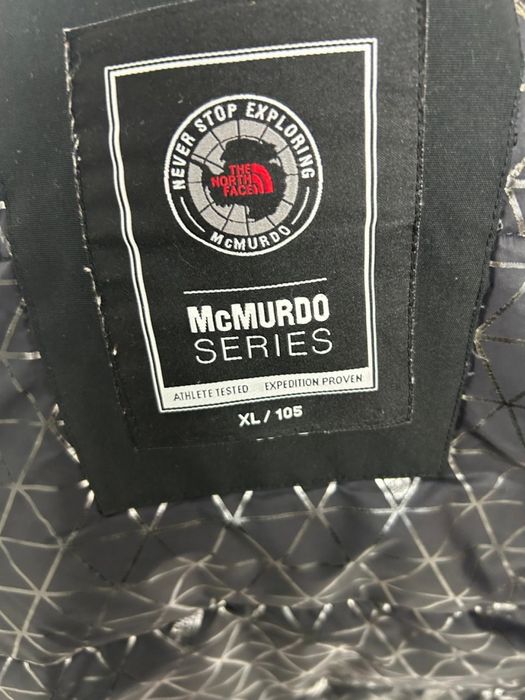 NEVER STOP EXPLORING
THE
NORTH
FACE
McMURDO
McMURDO
SERIES
ATHLETE TESTED EXPEDITION PROVEN
XL / 105